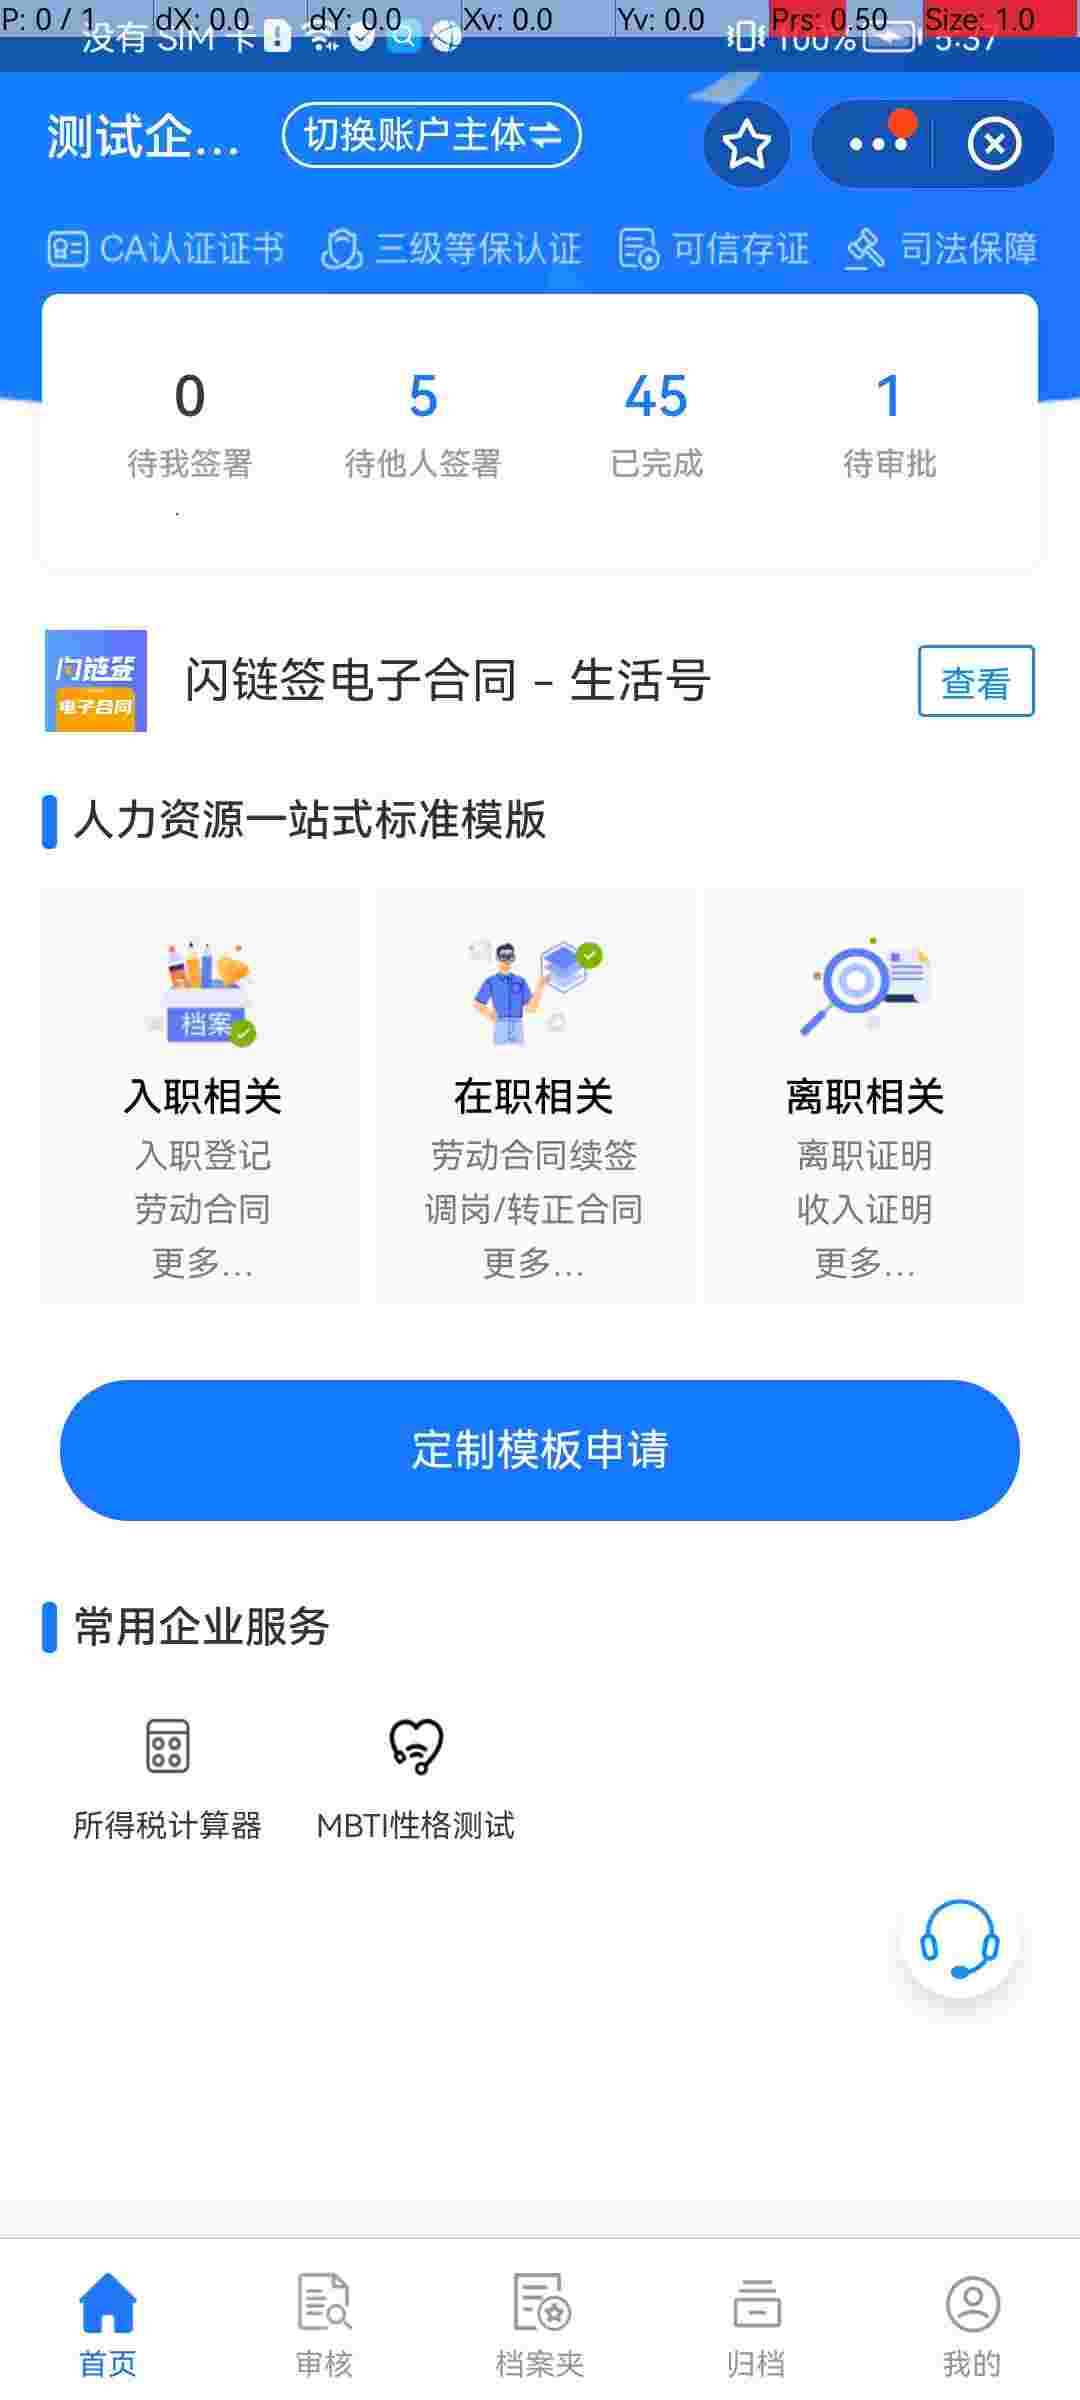 P: 0 / 1 dX: 0.0 dY: 0.0 Xv: 0.0 Yv: 0.0 Prs: 0.50 Size: 1.0
没有 SIM 卡 100% 5:37
测试企... 切换账户主体
CA认证证书 三级等保认证 可信存证 司法保障
0 5 45 1
待我签署 待他人签署 已完成 待审批
闪链签
电子合同
闪链签电子合同 - 生活号 查看
人力资源一站式标准模版
档案
入职相关 在职相关 离职相关
入职登记 劳动合同续签 离职证明
劳动合同 调岗/转正合同 收入证明
更多... 更多... 更多...
定制模板申请
常用企业服务
所得税计算器 MBTI性格测试
首页 审核 档案夹 归档 我的